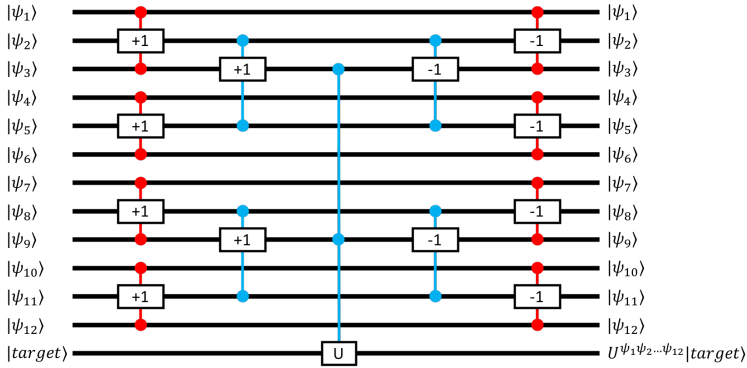 |ψ₁⟩ |ψ₁⟩
|ψ₂⟩ +1 -1 |ψ₂⟩
|ψ₃⟩ +1 -1 |ψ₃⟩
|ψ₄⟩ |ψ₄⟩
|ψ₅⟩ +1 -1 |ψ₅⟩
|ψ₆⟩ |ψ₆⟩
|ψ₇⟩ |ψ₇⟩
|ψ₈⟩ +1 -1 |ψ₈⟩
|ψ₉⟩ +1 -1 |ψ₉⟩
|ψ₁₀⟩ |ψ₁₀⟩
|ψ₁₁⟩ +1 -1 |ψ₁₁⟩
|ψ₁₂⟩ |ψ₁₂⟩
|target⟩ U U^{ψ₁ψ₂…ψ₁₂}|target⟩